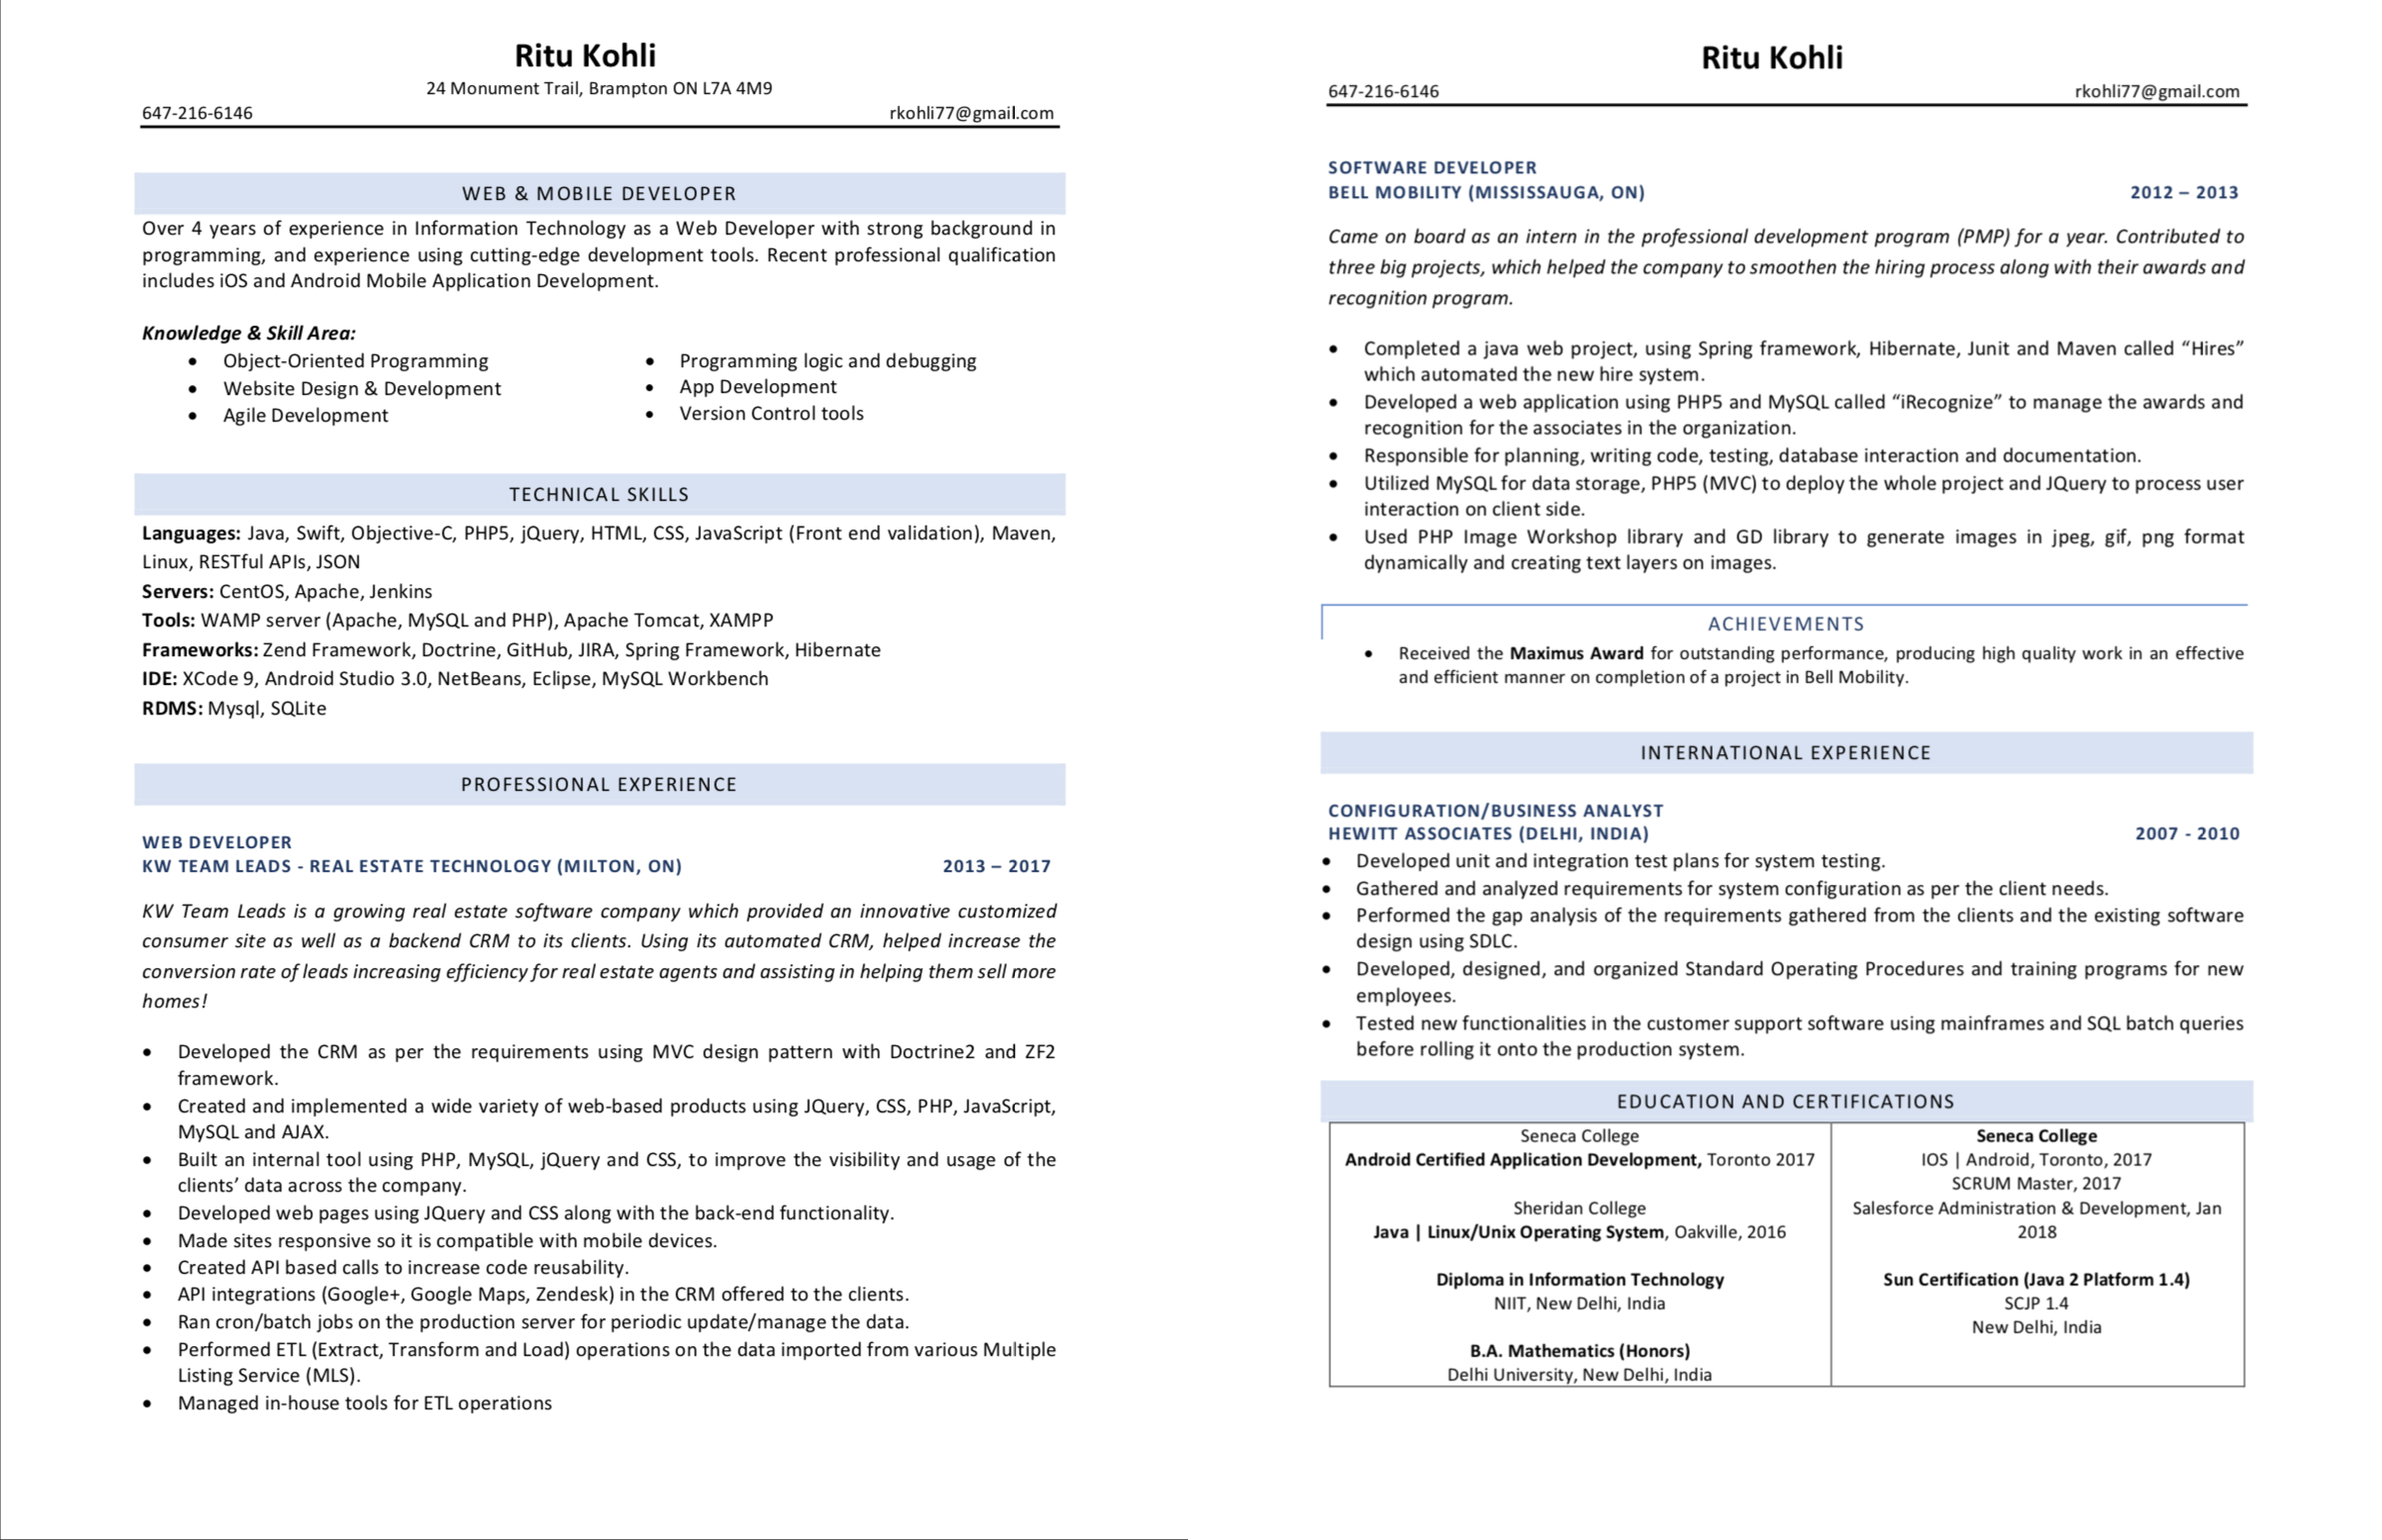 Ritu Kohli
24 Monument Trail, Brampton ON L7A 4M9
647-216-6146 rkohli77@gmail.com
WEB & MOBILE DEVELOPER
Over 4 years of experience in Information Technology as a Web Developer with strong background in
programming, and experience using cutting-edge development tools. Recent professional qualification
includes iOS and Android Mobile Application Development.
Knowledge & Skill Area:
• Object-Oriented Programming
• Website Design & Development
• Agile Development
• Programming logic and debugging
• App Development
• Version Control tools
TECHNICAL SKILLS
Languages: Java, Swift, Objective-C, PHP5, jQuery, HTML, CSS, JavaScript (Front end validation), Maven,
Linux, RESTful APIs, JSON
Servers: CentOS, Apache, Jenkins
Tools: WAMP server (Apache, MySQL and PHP), Apache Tomcat, XAMPP
Frameworks: Zend Framework, Doctrine, GitHub, JIRA, Spring Framework, Hibernate
IDE: XCode 9, Android Studio 3.0, NetBeans, Eclipse, MySQL Workbench
RDMS: Mysql, SQLite
PROFESSIONAL EXPERIENCE
WEB DEVELOPER
KW TEAM LEADS - REAL ESTATE TECHNOLOGY (MILTON, ON) 2013 – 2017
KW Team Leads is a growing real estate software company which provided an innovative customized
consumer site as well as a backend CRM to its clients. Using its automated CRM, helped increase the
conversion rate of leads increasing efficiency for real estate agents and assisting in helping them sell more
homes!
• Developed the CRM as per the requirements using MVC design pattern with Doctrine2 and ZF2
framework.
• Created and implemented a wide variety of web-based products using JQuery, CSS, PHP, JavaScript,
MySQL and AJAX.
• Built an internal tool using PHP, MySQL, jQuery and CSS, to improve the visibility and usage of the
clients’ data across the company.
• Developed web pages using JQuery and CSS along with the back-end functionality.
• Made sites responsive so it is compatible with mobile devices.
• Created API based calls to increase code reusability.
• API integrations (Google+, Google Maps, Zendesk) in the CRM offered to the clients.
• Ran cron/batch jobs on the production server for periodic update/manage the data.
• Performed ETL (Extract, Transform and Load) operations on the data imported from various Multiple
Listing Service (MLS).
• Managed in-house tools for ETL operations
Ritu Kohli
647-216-6146 rkohli77@gmail.com
SOFTWARE DEVELOPER
BELL MOBILITY (MISSISSAUGA, ON) 2012 – 2013
Came on board as an intern in the professional development program (PMP) for a year. Contributed to
three big projects, which helped the company to smoothen the hiring process along with their awards and
recognition program.
• Completed a java web project, using Spring framework, Hibernate, Junit and Maven called “Hires”
which automated the new hire system.
• Developed a web application using PHP5 and MySQL called “iRecognize” to manage the awards and
recognition for the associates in the organization.
• Responsible for planning, writing code, testing, database interaction and documentation.
• Utilized MySQL for data storage, PHP5 (MVC) to deploy the whole project and JQuery to process user
interaction on client side.
• Used PHP Image Workshop library and GD library to generate images in jpeg, gif, png format
dynamically and creating text layers on images.
ACHIEVEMENTS
• Received the Maximus Award for outstanding performance, producing high quality work in an effective
and efficient manner on completion of a project in Bell Mobility.
INTERNATIONAL EXPERIENCE
CONFIGURATION/BUSINESS ANALYST
HEWITT ASSOCIATES (DELHI, INDIA) 2007 - 2010
• Developed unit and integration test plans for system testing.
• Gathered and analyzed requirements for system configuration as per the client needs.
• Performed the gap analysis of the requirements gathered from the clients and the existing software
design using SDLC.
• Developed, designed, and organized Standard Operating Procedures and training programs for new
employees.
• Tested new functionalities in the customer support software using mainframes and SQL batch queries
before rolling it onto the production system.
EDUCATION AND CERTIFICATIONS
Seneca College
Android Certified Application Development, Toronto 2017
Sheridan College
Java | Linux/Unix Operating System, Oakville, 2016
Diploma in Information Technology
NIIT, New Delhi, India
B.A. Mathematics (Honors)
Delhi University, New Delhi, India
Seneca College
IOS | Android, Toronto, 2017
SCRUM Master, 2017
Salesforce Administration & Development, Jan
2018
Sun Certification (Java 2 Platform 1.4)
SCJP 1.4
New Delhi, India